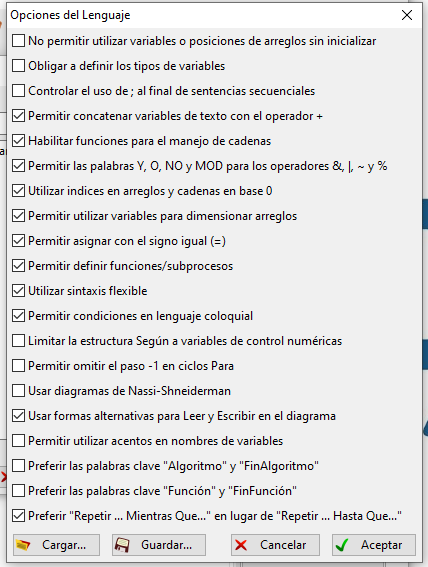 Opciones del Lenguaje
No permitir utilizar variables o posiciones de arreglos sin inicializar
Obligar a definir los tipos de variables
Controlar el uso de ; al final de sentencias secuenciales
Permitir concatenar variables de texto con el operador +
Habilitar funciones para el manejo de cadenas
Permitir las palabras Y, O, NO y MOD para los operadores &, |, ~ y %
Utilizar indices en arreglos y cadenas en base 0
Permitir utilizar variables para dimensionar arreglos
Permitir asignar con el signo igual (=)
Permitir definir funciones/subprocesos
Utilizar sintaxis flexible
Permitir condiciones en lenguaje coloquial
Limitar la estructura Según a variables de control numéricas
Permitir omitir el paso -1 en ciclos Para
Usar diagramas de Nassi-Shneiderman
Usar formas alternativas para Leer y Escribir en el diagrama
Permitir utilizar acentos en nombres de variables
Preferir las palabras clave "Algoritmo" y "FinAlgoritmo"
Preferir las palabras clave "Función" y "FinFunción"
Preferir "Repetir ... Mientras Que..." en lugar de "Repetir ... Hasta Que..."
Cargar... Guardar... Cancelar Aceptar